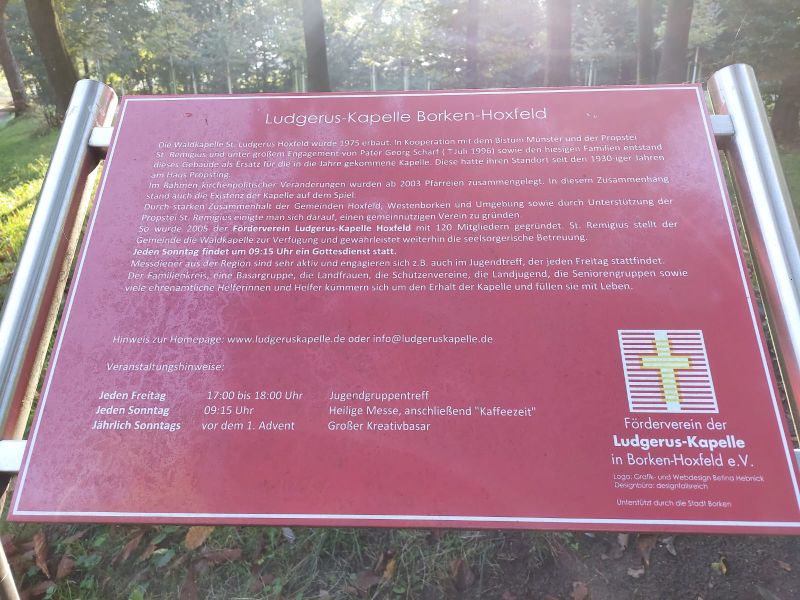 Ludgerus-Kapelle Borken-Hoxfeld
Die Waldkapelle St. Ludgerus Hoxfeld wurde 1975 erbaut. In Kooperation mit dem Bistum Münster und der Propstei
St. Remigius und unter großem Engagement von Pater Georg Scharf ( † Juli 1996) sowie den hiesigen Familien entstand
dieses Gebäude als Ersatz für die in die Jahre gekommene Kapelle. Diese hatte ihren Standort seit den 1930-iger Jahren
am Haus Pröpsting.
Im Rahmen kirchenpolitischer Veränderungen wurden ab 2003 Pfarreien zusammengelegt. In diesem Zusammenhang
stand auch die Existenz der Kapelle auf dem Spiel.
Durch starken Zusammenhalt der Gemeinden Hoxfeld, Westenborken und Umgebung sowie durch Unterstützung der
Propstei St. Remigius einigte man sich darauf, einen gemeinnützigen Verein zu gründen.
So wurde 2005 der Förderverein Ludgerus-Kapelle Hoxfeld mit 120 Mitgliedern gegründet. St. Remigius stellt der
Gemeinde die Waldkapelle zur Verfügung und gewährleistet weiterhin die seelsorgerische Betreuung.
Jeden Sonntag findet um 09:15 Uhr ein Gottesdienst statt.
Messdiener aus der Region sind sehr aktiv und engagieren sich z.B. auch im Jugendtreff, der jeden Freitag stattfindet.
Der Familienkreis, eine Basargruppe, die Landfrauen, die Schützenvereine, die Landjugend, die Seniorengruppen sowie
viele ehrenamtliche Helferinnen und Helfer kümmern sich um den Erhalt der Kapelle und füllen sie mit Leben.
Hinweis zur Homepage: www.ludgeruskapelle.de oder info@ludgeruskapelle.de
Veranstaltungshinweise:
Jeden Freitag 17:00 bis 18:00 Uhr Jugendgruppentreff
Jeden Sonntag 09:15 Uhr Heilige Messe, anschließend "Kaffeezeit"
Jährlich Sonntags vor dem 1. Advent Großer Kreativbasar
Förderverein der
Ludgerus-Kapelle
in Borken-Hoxfeld e.V.
Logo: Grafik- und Webdesign Betina Hebnick
Designbüro: designfallsreich
Unterstützt durch die Stadt Borken